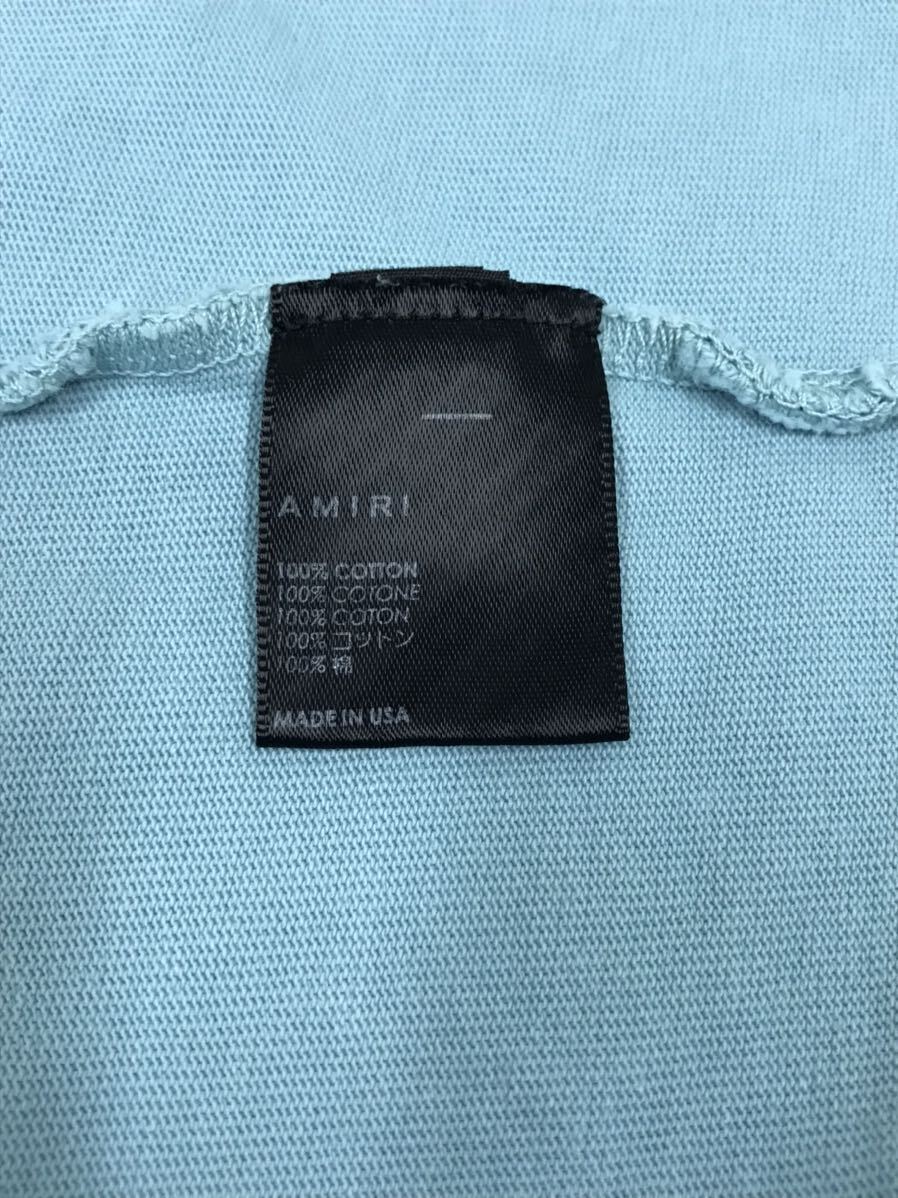 AMIRI
100% COTTON
100% COTONE
100% COTON
100% コットン
100% 棉
MADE IN USA